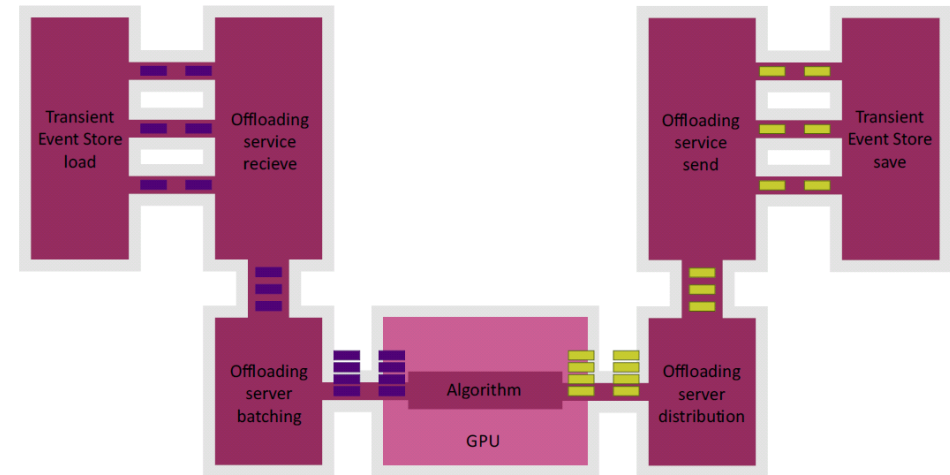 Transient
Event Store
load
Offloading
service
recieve
Offloading
service
send
Transient
Event Store
save
Offloading
server
batching
Algorithm
GPU
Offloading
server
distribution